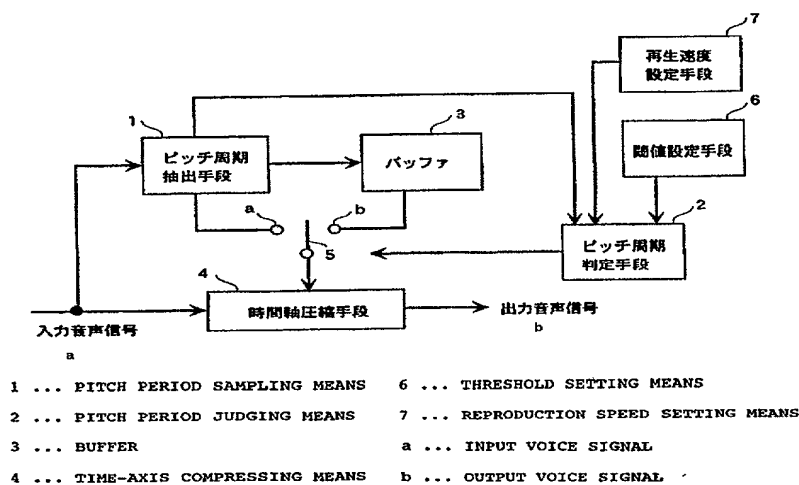 7
再生速度
設定手段
6
閾値設定手段
1
ピッチ周期
抽出手段
3
バッファ
a
b
2
ピッチ周期
判定手段
5
4
時間軸圧縮手段
入力音声信号
a
出力音声信号
b
1 ... PITCH PERIOD SAMPLING MEANS
2 ... PITCH PERIOD JUDGING MEANS
3 ... BUFFER
4 ... TIME-AXIS COMPRESSING MEANS
6 ... THRESHOLD SETTING MEANS
7 ... REPRODUCTION SPEED SETTING MEANS
a ... INPUT VOICE SIGNAL
b ... OUTPUT VOICE SIGNAL